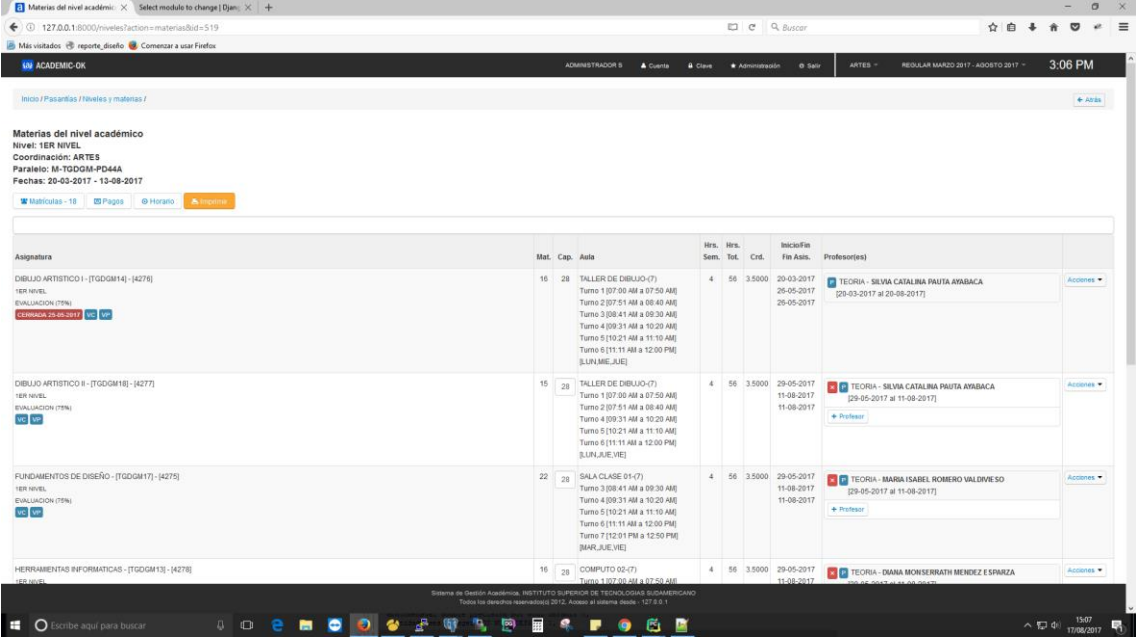 Materias del nivel académic
Select module to change | Djang
127.0.0.1:8000/niveles?action=materias&id=519
Buscar
Más visitados reporte_diseño Comenzar a usar Firefox
ACADEMIC-OK
ADMINISTRADOR S Cuenta Clave Administración Salir ARTES REGULAR MARZO 2017 - AGOSTO 2017 3:06 PM
Inicio / Pasantías / Niveles y materias /
Atrás
Materias del nivel académico
Nivel: 1ER NIVEL
Coordinación: ARTES
Paralelo: M-TGDGM-PD44A
Fechas: 20-03-2017 - 13-08-2017
Matrículas - 18 Pagos Horario Imprimir
Asignatura Mat. Cap. Aula Hrs. Sem. Hrs. Tot. Crd. Inicio/Fin Fin Asis. Profesor(es)
DIBUJO ARTISTICO I - [TGDGM14] - [4276]
1ER NIVEL
EVALUACION (75%)
CERRADA 25-05-2017 VC VP
16 28
TALLER DE DIBUJO-(7)
Turno 1 [07:00 AM a 07:50 AM]
Turno 2 [07:51 AM a 08:40 AM]
Turno 3 [08:41 AM a 09:30 AM]
Turno 4 [09:31 AM a 10:20 AM]
Turno 5 [10:21 AM a 11:10 AM]
Turno 6 [11:11 AM a 12:00 PM]
[LUN,MIE,JUE]
4 56 3.5000
20-03-2017
26-05-2017
26-05-2017
P TEORIA - SILVIA CATALINA PAUTA AYABACA
[20-03-2017 al 20-08-2017]
Acciones
DIBUJO ARTISTICO II - [TGDGM18] - [4277]
1ER NIVEL
EVALUACION (75%)
VC VP
15 28
TALLER DE DIBUJO-(7)
Turno 1 [07:00 AM a 07:50 AM]
Turno 2 [07:51 AM a 08:40 AM]
Turno 4 [09:31 AM a 10:20 AM]
Turno 5 [10:21 AM a 11:10 AM]
Turno 6 [11:11 AM a 12:00 PM]
[LUN,JUE,VIE]
4 56 3.5000
29-05-2017
11-08-2017
11-08-2017
P TEORIA - SILVIA CATALINA PAUTA AYABACA
[29-05-2017 al 11-08-2017]
+ Profesor
Acciones
FUNDAMENTOS DE DISEÑO - [TGDGM17] - [4275]
1ER NIVEL
EVALUACION (75%)
VC VP
22 28
SALA CLASE 01-(7)
Turno 3 [08:41 AM a 09:30 AM]
Turno 4 [09:31 AM a 10:20 AM]
Turno 5 [10:21 AM a 11:10 AM]
Turno 6 [11:11 AM a 12:00 PM]
Turno 7 [12:01 PM a 12:50 PM]
[MAR,JUE,VIE]
4 56 3.5000
29-05-2017
11-08-2017
11-08-2017
P TEORIA - MARIA ISABEL ROMERO VALDIVIESO
[29-05-2017 al 11-08-2017]
+ Profesor
Acciones
HERRAMIENTAS INFORMATICAS - [TGDGM13] - [4278]
1ER NIVEL
16 28
COMPUTO 02-(7)
Turno 1 [07:00 AM a 07:50 AM]
4 56 3.5000
29-05-2017
11-08-2017
P TEORIA - DIANA MONSERRATH MENDEZ ESPARZA
Acciones
Sistema de Gestión Académica, INSTITUTO SUPERIOR DE TECNOLOGIAS SUDAMERICANO
Todos los derechos reservados(c) 2012, Acceso al sistema desde - 127.0.0.1
Escribe aquí para buscar
15:07
17/08/2017